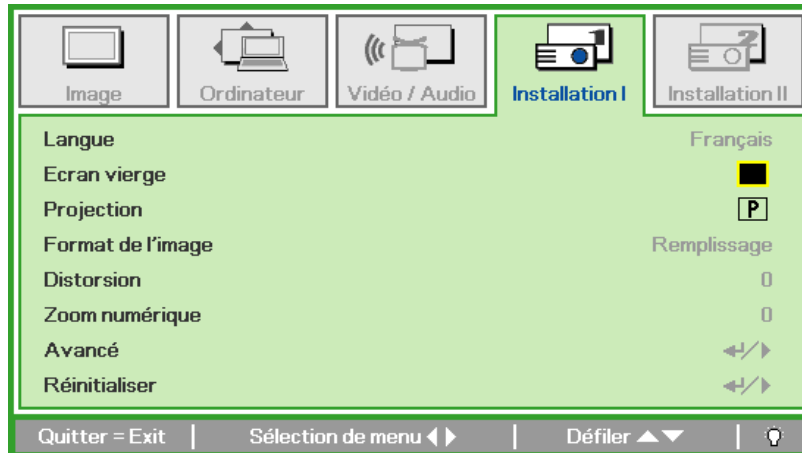 Image Ordinateur Vidéo / Audio Installation I Installation II
Langue Français
Ecran vierge
Projection P
Format de l'image Remplissage
Distorsion 0
Zoom numérique 0
Avancé
Réinitialiser
Quitter = Exit Sélection de menu Défiler